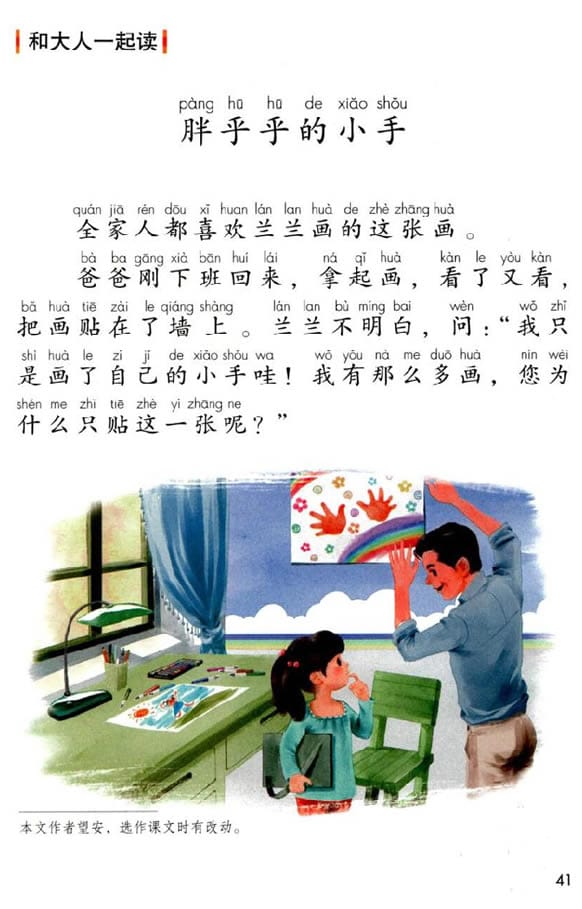 和大人一起读
pàng hū hū de xiǎo shǒu
胖乎乎的小手
quán jiā rén dōu xǐ huan lán lan huà de zhè zhāng huà
全家人都喜欢兰兰画的这张画。
bà ba gāng xià bān huí lái ná qǐ huà kàn le yòu kàn
爸爸刚下班回来，拿起画，看了又看，
bǎ huà tiē zài le qiáng shàng lán lan bù míng bai wèn wǒ zhǐ
把画贴在了墙上。兰兰不明白，问：“我只
shì huà le zì jǐ de xiǎo shǒu wa wǒ yǒu nà me duō huà nín wèi
是画了自己的小手哇！我有那么多画，您为
shén me zhǐ tiē zhè yì zhāng ne
什么只贴这一张呢？”
本文作者望安，选作课文时有改动。
41